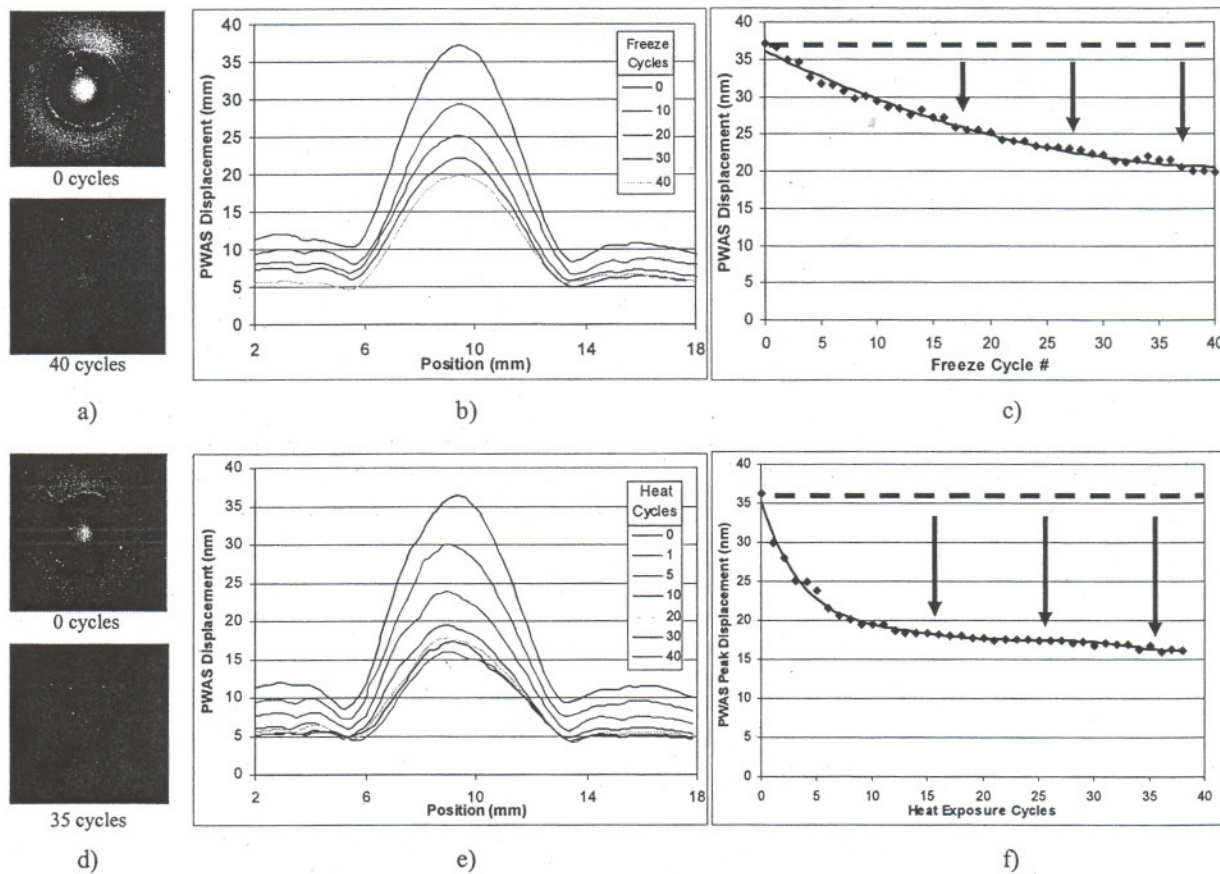 0 cycles
40 cycles
a)
40
35
30
25
20
15
10
5
0
PWAS Displacement (mm)
2 6 10 14 18
Position (mm)
Freeze
Cycles
0
10
20
30
40
b)
40
35
30
25
20
15
10
5
0
PWAS Displacement (nm)
0 10 20 30 40
Freeze Cycle #
c)
0 cycles
35 cycles
d)
40
35
30
25
20
15
10
5
0
PWAS Displacement (nm)
2 6 10 14 18
Position (mm)
Heat
Cycles
0
1
5
10
20
30
40
e)
40
35
30
25
20
15
10
5
0
PWAS Peak Displacement (nm)
0 5 10 15 20 25 30 35 40
Heat Exposure Cycles
f)